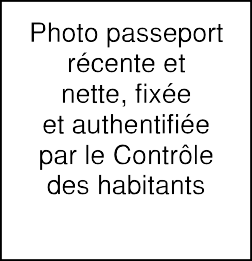 Photo passeport
récente et
nette, fixée
et authentifiée
par le Contrôle
des habitants